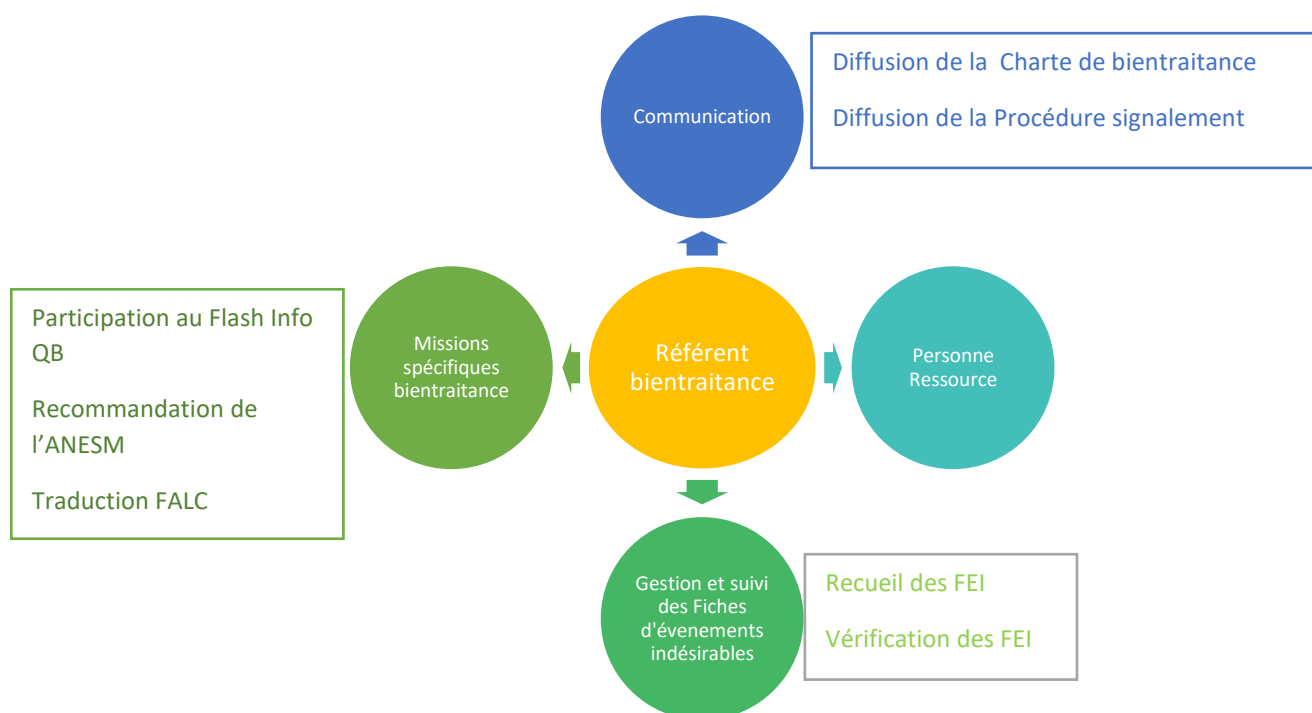 Communication
Diffusion de la Charte de bientraitance
Diffusion de la Procédure signalement
Participation au Flash Info
QB
Recommandation de
l’ANESM
Traduction FALC
Missions
spécifiques
bientraitance
Référent
bientraitance
Personne
Ressource
Gestion et suivi
des Fiches
d'évenements
indésirables
Recueil des FEI
Vérification des FEI